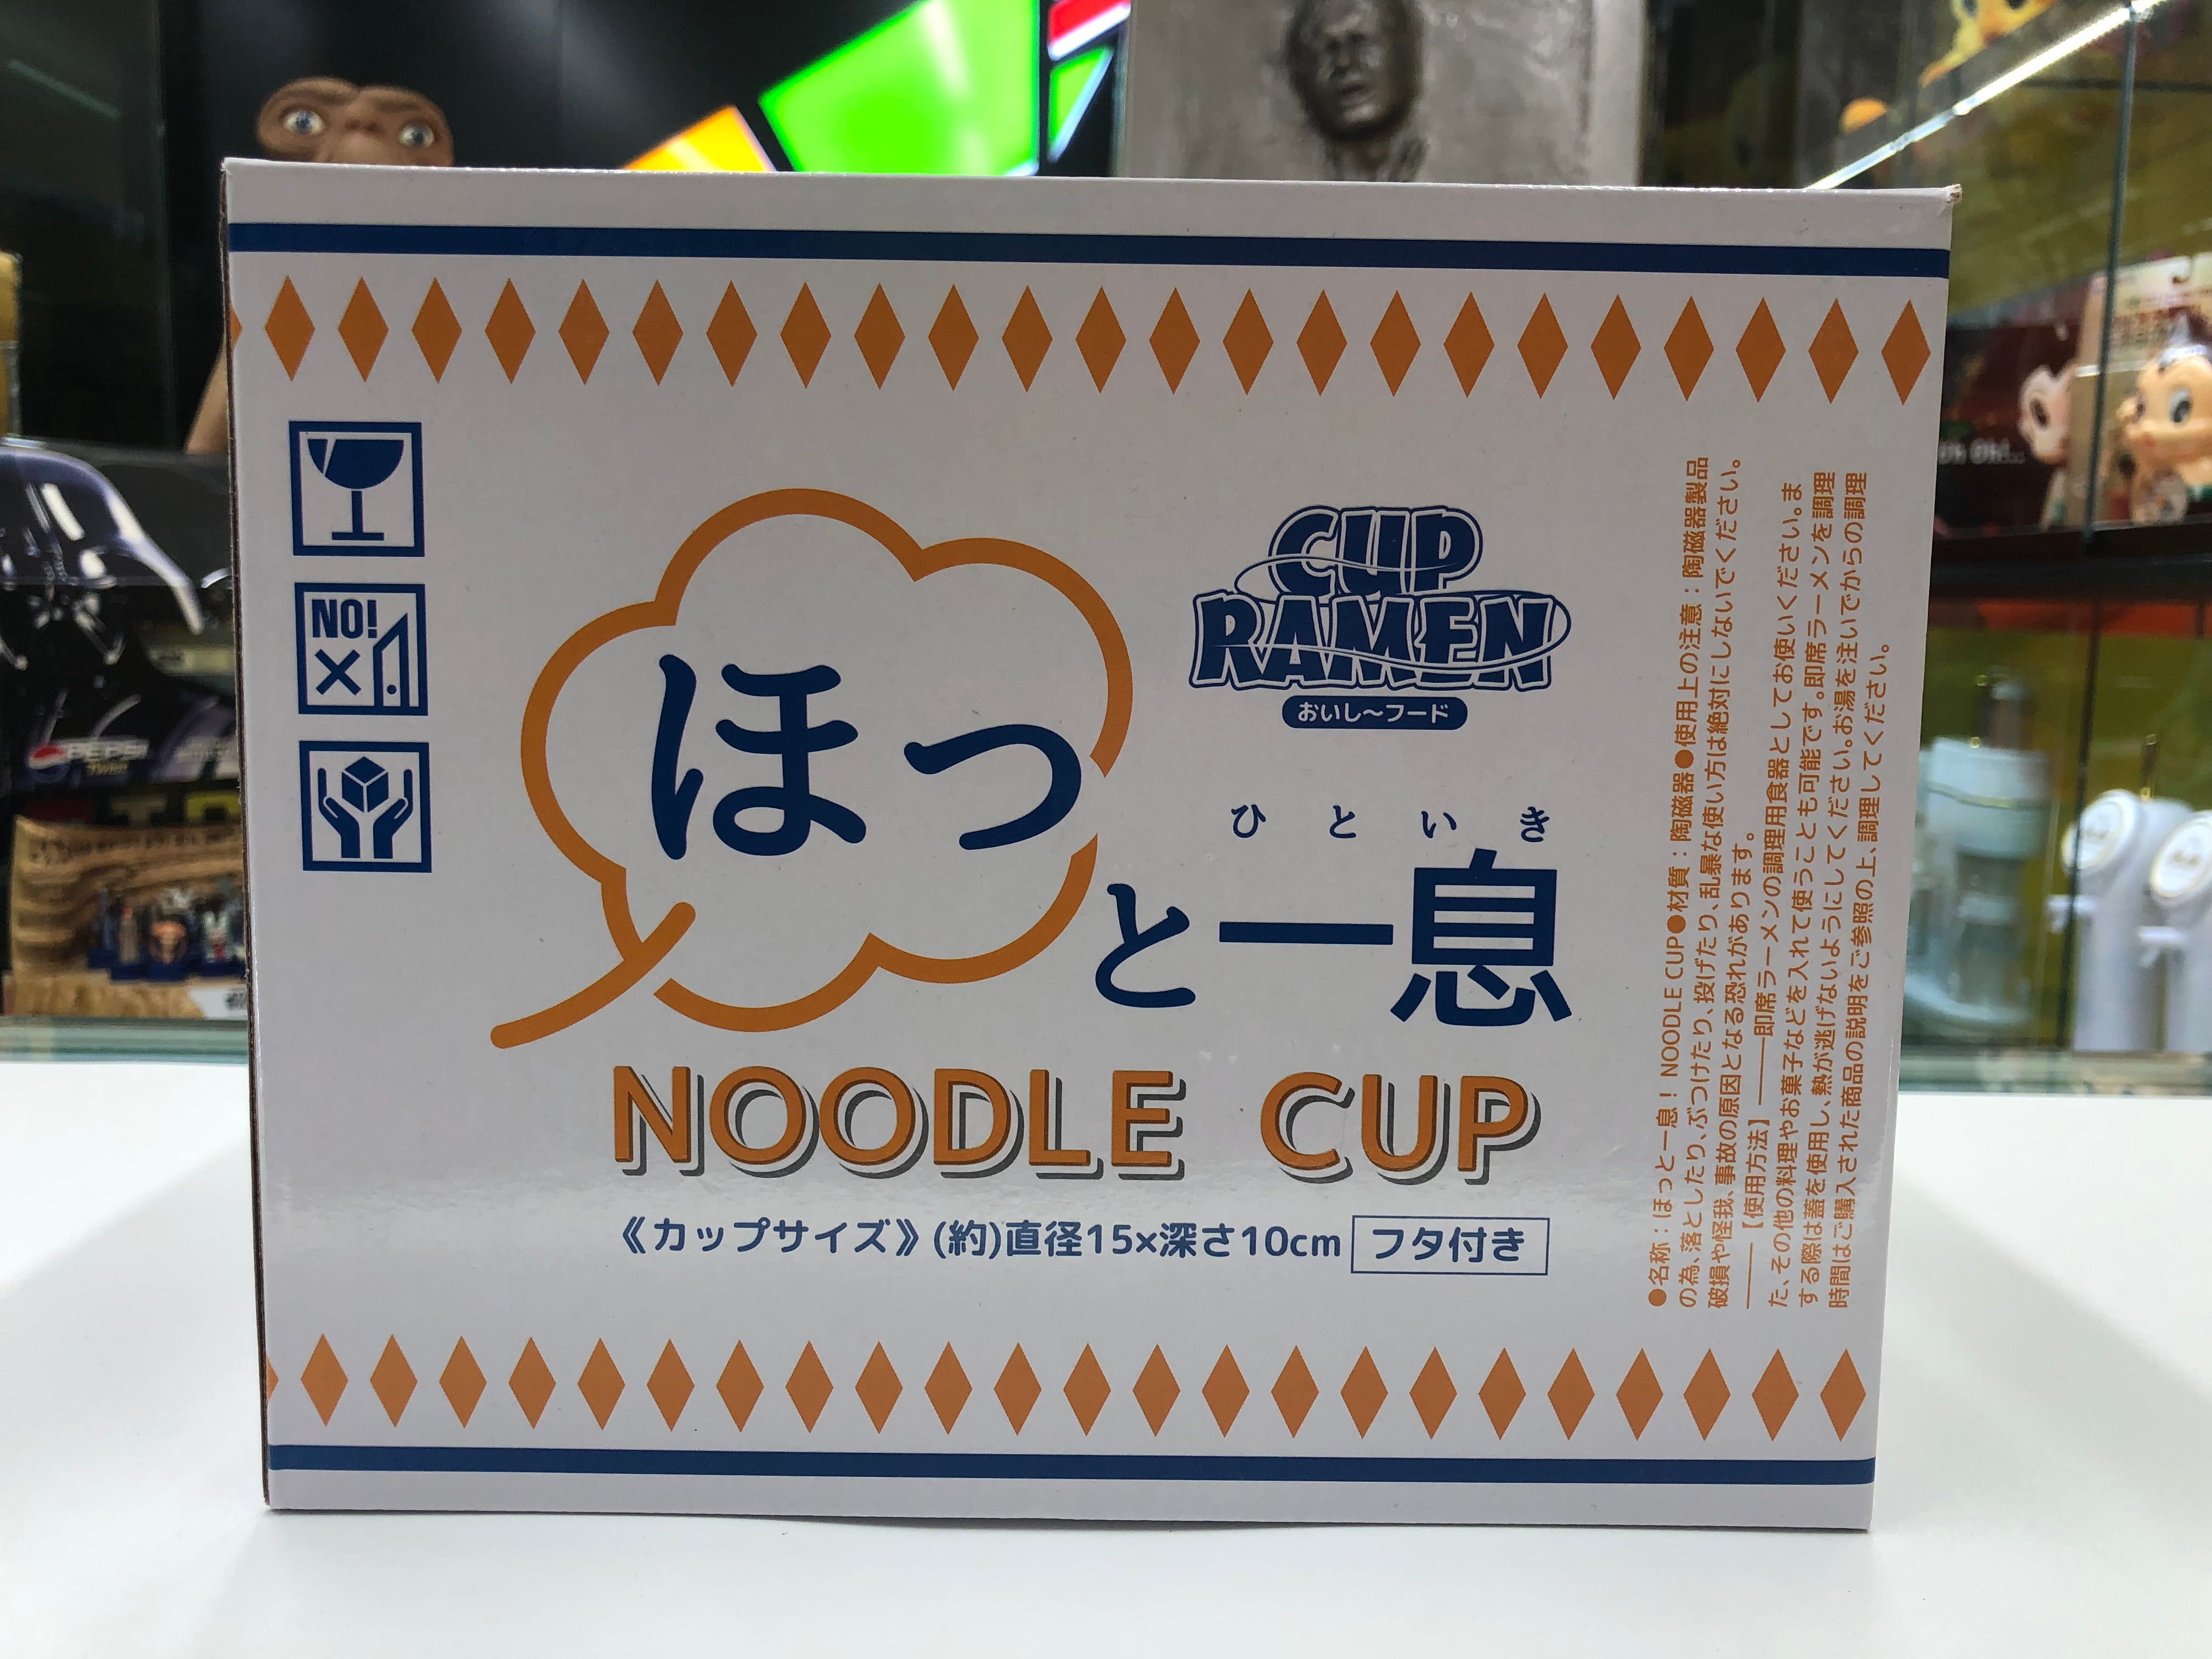 NO!
CUP
RAMEN
おいし〜フード
ほっ
ひといき
と一息
NOODLE CUP
《カップサイズ》(約)直径15×深さ10cm フタ付き
●名称：ほっと一息！NOODLE CUP●材質：陶磁器●使用上の注意：陶磁器製品
の為、落としたり、ぶつけたり、投げたり、乱暴な使い方は絶対にしないでください。
破損や怪我、事故の原因となる恐れがあります。
【使用方法】 即席ラーメンの調理用食器としてお使いください。ま
た、その他の料理やお菓子などを入れて使うことも可能です。即席ラーメンを調理
する際は蓋を使用し、熱が逃げないようにしてください。お湯を注いでからの調理
時間はご購入された商品の説明をご参照の上、調理してください。
PEPSI
Twist
Oh Oh!